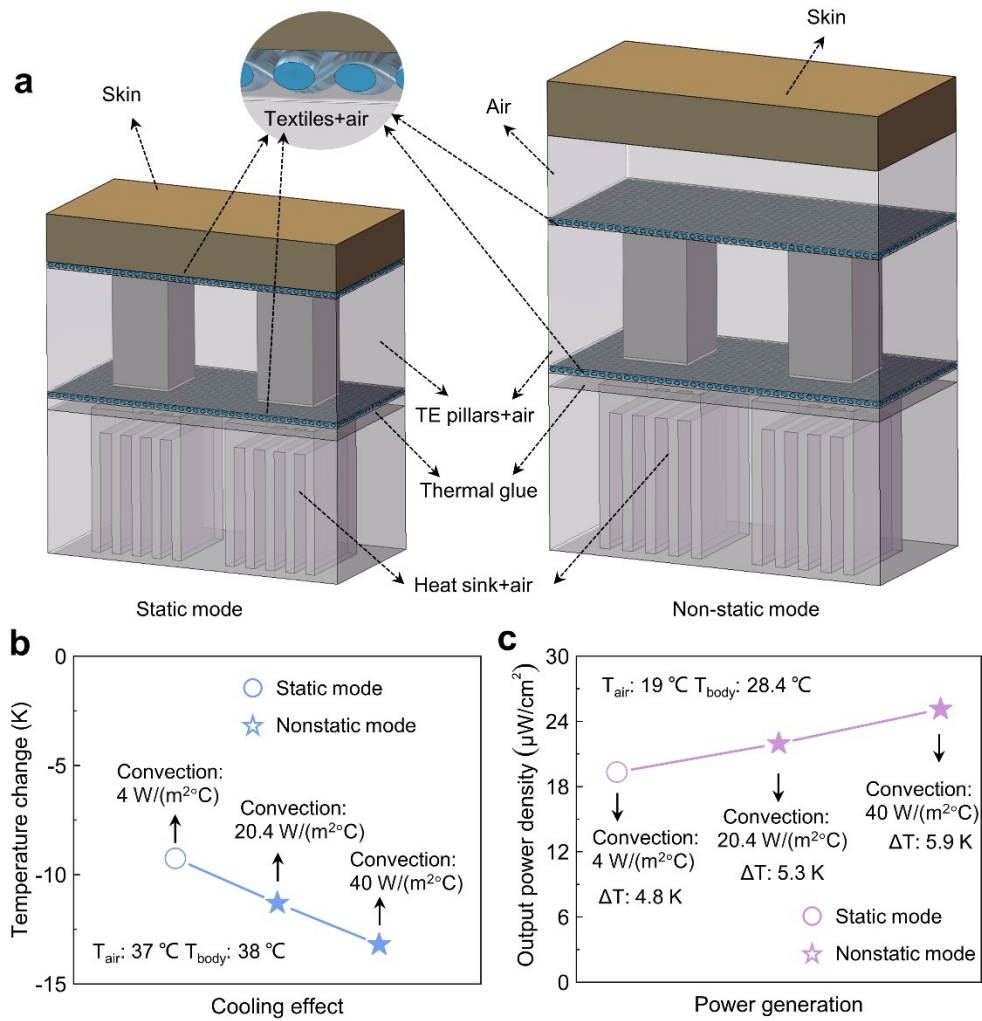 a
Skin
Textiles+air
Skin
Air
TE pillars+air
Thermal glue
Heat sink+air
Static mode
Non-static mode
b
0
-5
-10
-15
Temperature change (K)
Static mode
Nonstatic mode
Convection:
4 W/(m²°C)
Convection:
20.4 W/(m²°C)
Convection:
40 W/(m²°C)
T_air: 37 ℃ T_body: 38 ℃
Cooling effect
c
30
24
18
12
6
0
Output power density (μW/cm²)
T_air: 19 ℃ T_body: 28.4 ℃
Convection:
4 W/(m²°C)
ΔT: 4.8 K
Convection:
20.4 W/(m²°C)
ΔT: 5.3 K
Convection:
40 W/(m²°C)
ΔT: 5.9 K
Static mode
Nonstatic mode
Power generation